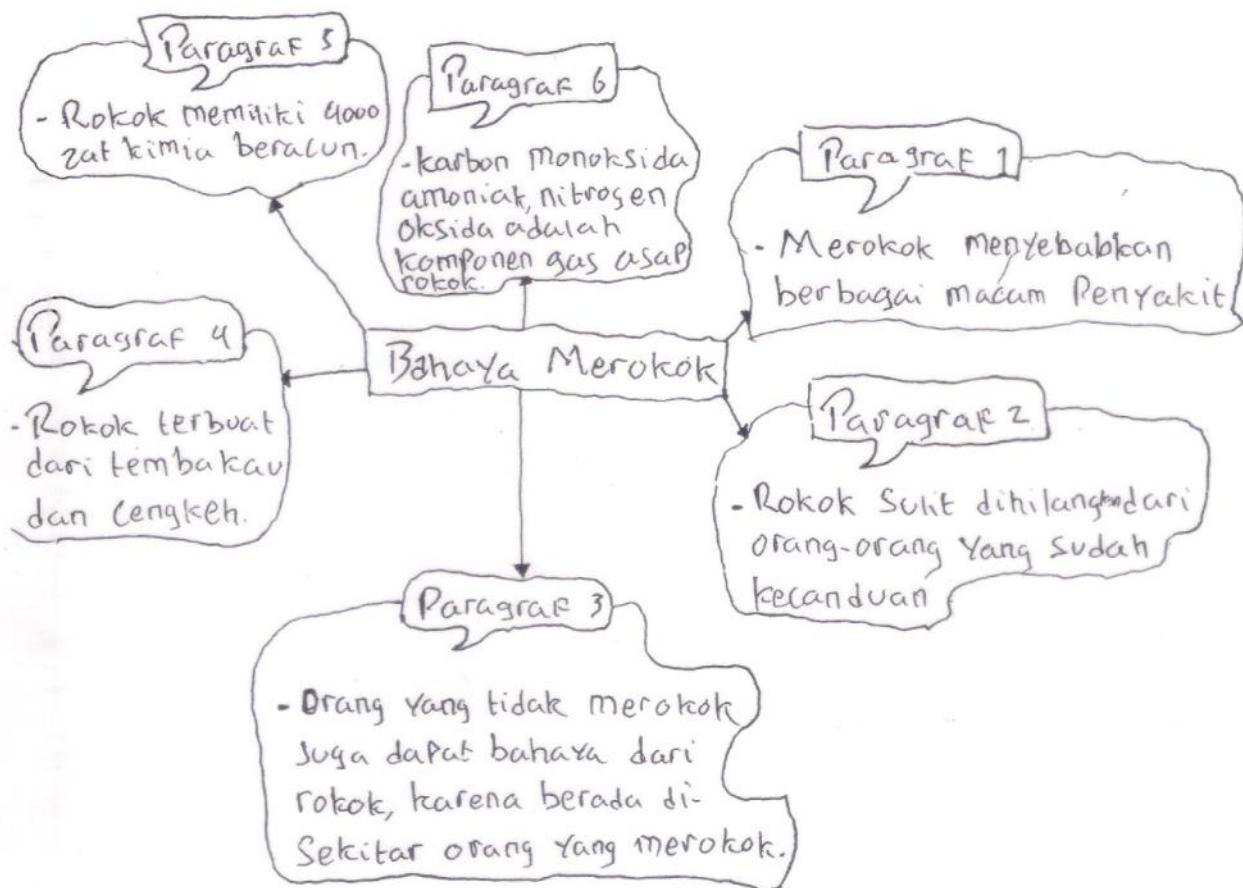 Paragraf 5
- Rokok memiliki 4000
zat kimia beracun.
Paragraf 6
- karbon monoksida
amoniak, nitrogen
oksida adalah
komponen gas asap
rokok.
Paragraf 1
- Merokok menyebabkan
berbagai macam Penyakit
Paragraf 4
- Rokok terbuat
dari tembakau
dan cengkeh.
Bahaya Merokok
Paragraf 2
- Rokok Sulit dihilangkan dari
orang-orang Yang Sudah
kecanduan
Paragraf 3
- Orang Yang tidak merokok
Juga dapat bahaya dari
rokok, karena berada di-
Sekitar orang Yang merokok.